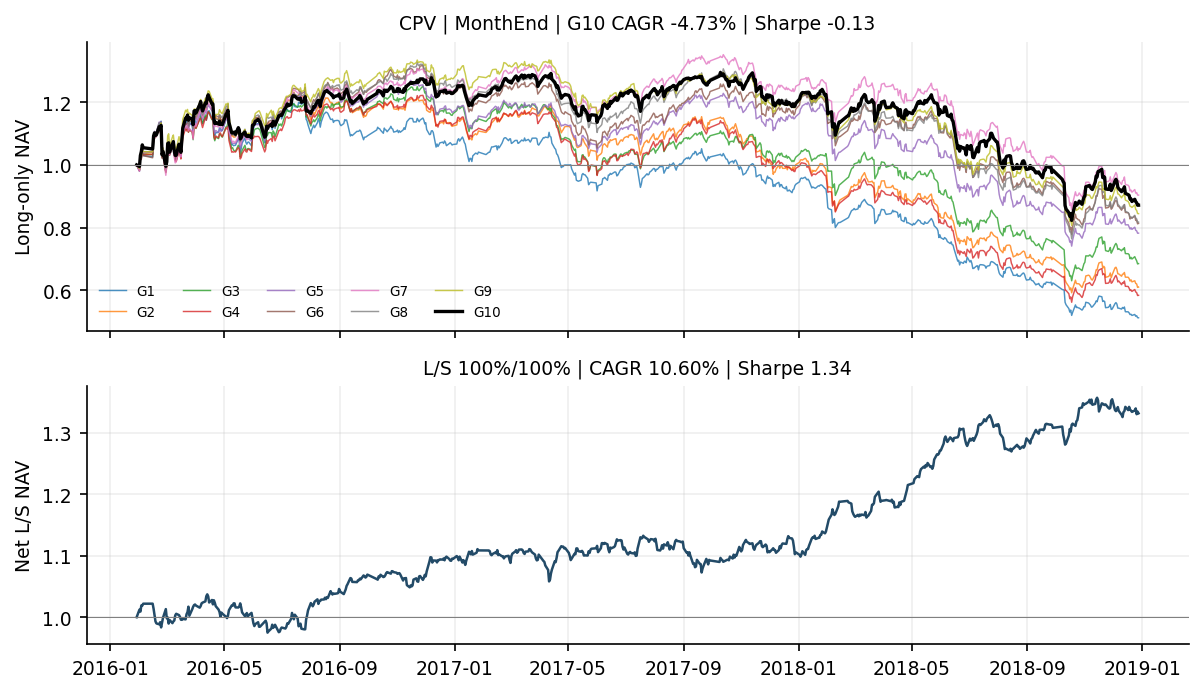 CPV | MonthEnd | G10 CAGR -4.73% | Sharpe -0.13
Long-only NAV
1.2
1.0
0.8
0.6
G1 G3 G5 G7 G9
G2 G4 G6 G8 G10
L/S 100%/100% | CAGR 10.60% | Sharpe 1.34
Net L/S NAV
1.3
1.2
1.1
1.0
2016-01 2016-05 2016-09 2017-01 2017-05 2017-09 2018-01 2018-05 2018-09 2019-01